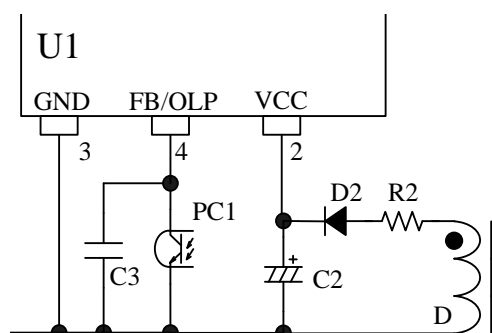 U1
GND FB/OLP VCC
3 4 2
D2 R2
PC1
C3 C2
D